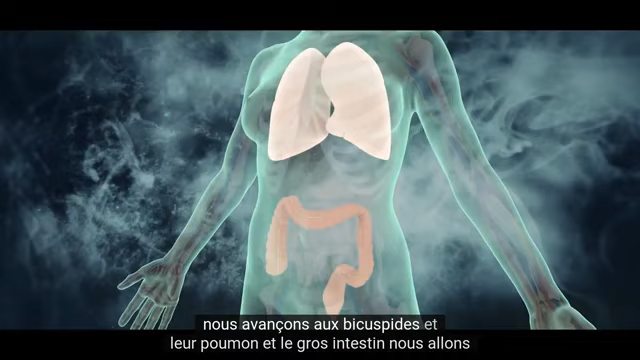 nous avançons aux bicuspides et
leur poumon et le gros intestin nous allons